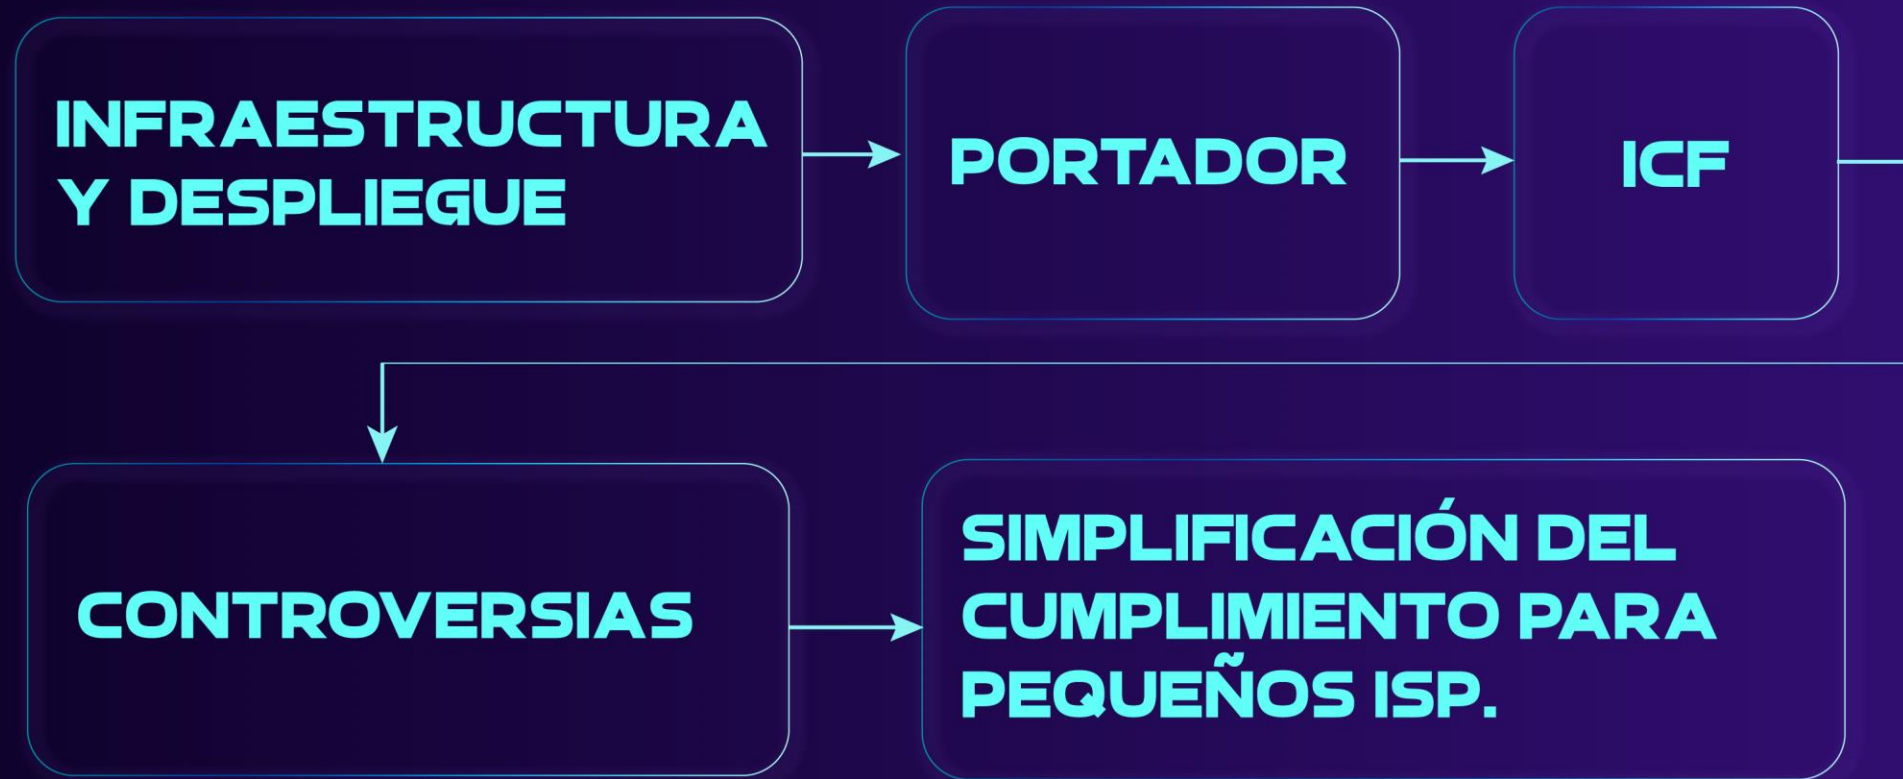 INFRAESTRUCTURA
Y DESPLIEGUE
PORTADOR
ICF
CONTROVERSIAS
SIMPLIFICACIÓN DEL
CUMPLIMIENTO PARA
PEQUEÑOS ISP.